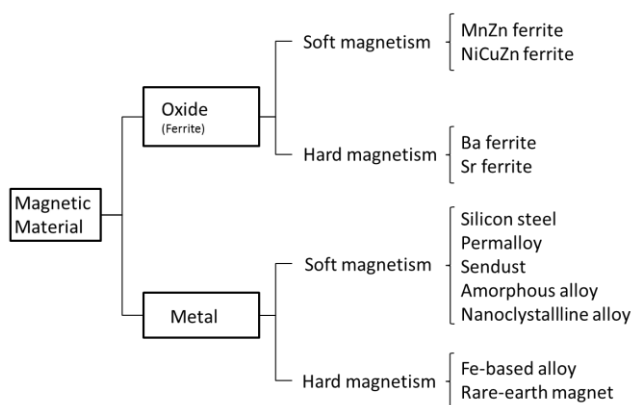 Magnetic
Material
Oxide
(Ferrite)
Soft magnetism
MnZn ferrite
NiCuZn ferrite
Hard magnetism
Ba ferrite
Sr ferrite
Metal
Soft magnetism
Silicon steel
Permalloy
Sendust
Amorphous alloy
Nanoclystallline alloy
Hard magnetism
Fe-based alloy
Rare-earth magnet